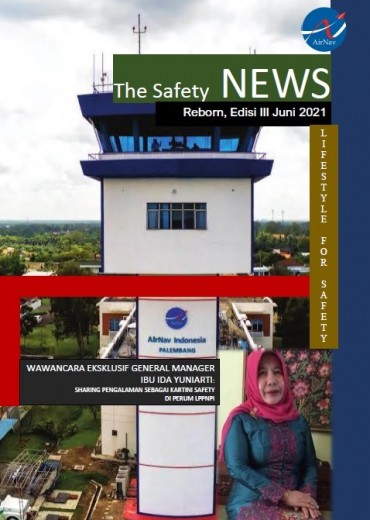 AirNav
The Safety NEWS
Reborn, Edisi III Juni 2021
LIFESTYLE FOR SAFETY
AirNav Indonesia
PALEMBANG
WAWANCARA EKSKLUSIF GENERAL MANAGER
IBU IDA YUNIARTI:
SHARING PENGALAMAN SEBAGAI KARTINI SAFETY
DI PERUM LPPNPI